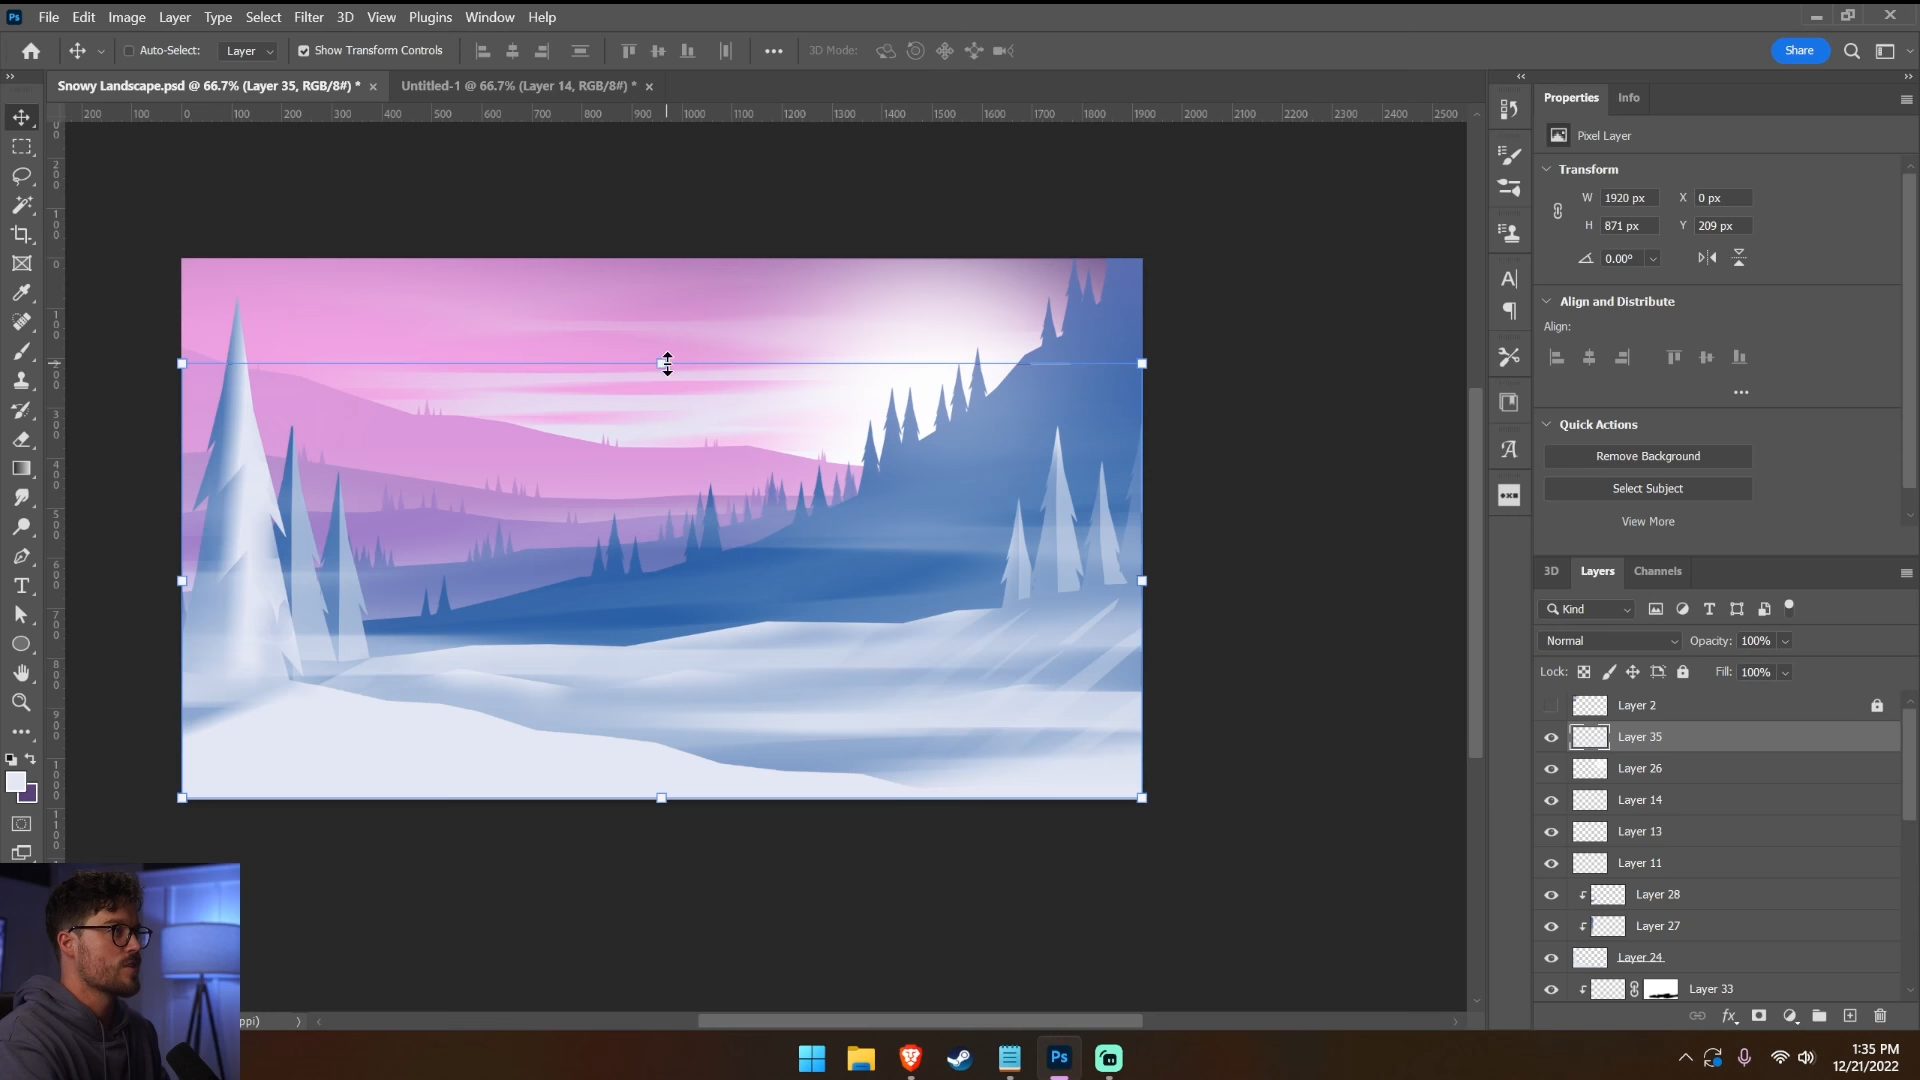 Ps File Edit Image Layer Type Select Filter 3D View Plugins Window Help
Auto-Select: Layer Show Transform Controls 3D Mode: Share
Snowy Landscape.psd @ 66.7% (Layer 35, RGB/8#) * × Untitled-1 @ 66.7% (Layer 14, RGB/8#) * ×
200 100 0 100 200 300 400 500 600 700 800 900 1000 1100 1200 1300 1400 1500 1600 1700 1800 1900 2000 2100 2200 2300 2400 2500
Properties Info
Pixel Layer
Transform
W 1920 px X 0 px
H 871 px Y 209 px
0.00°
Align and Distribute
Align:
Quick Actions
Remove Background
Select Subject
View More
3D Layers Channels
Kind
Normal Opacity: 100%
Lock: Fill: 100%
Layer 2
Layer 35
Layer 26
Layer 14
Layer 13
Layer 11
Layer 28
Layer 27
Layer 24
Layer 33
ppi)
Ps
1:35 PM
12/21/2022